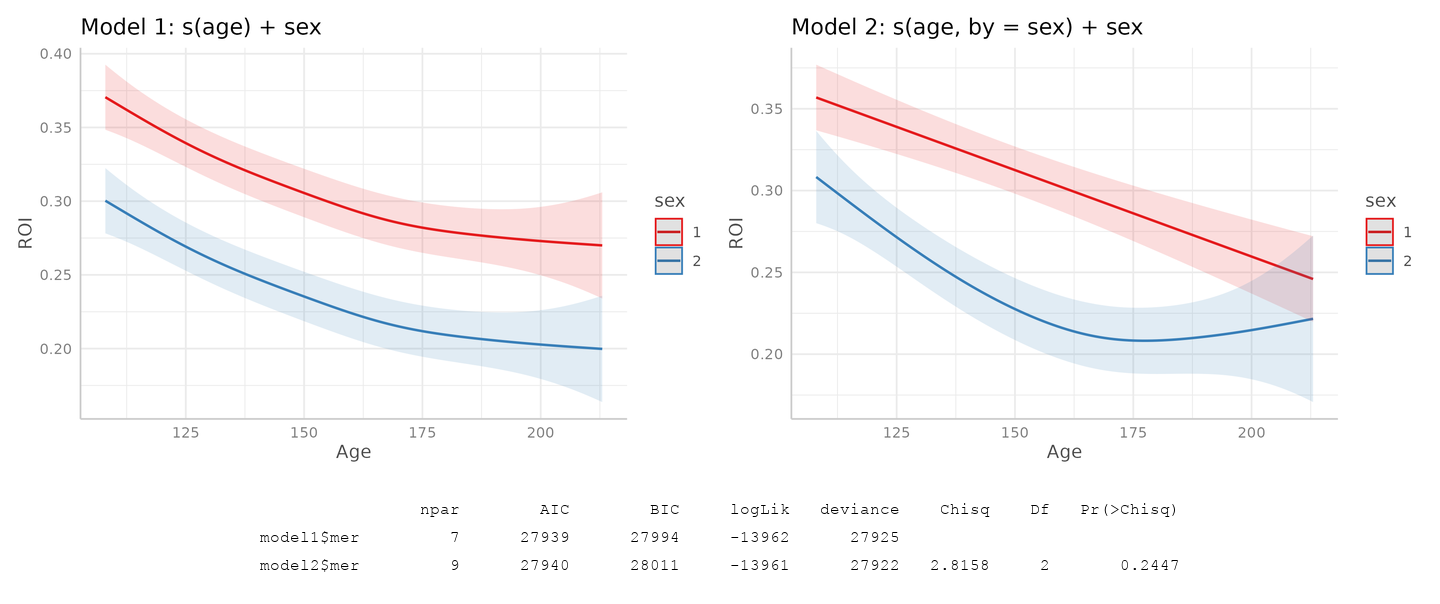 Model 1: s(age) + sex
0.40
0.35
0.30
0.25
0.20
ROI
125 150 175 200
Age
sex
1
2
Model 2: s(age, by = sex) + sex
0.35
0.30
0.25
0.20
ROI
125 150 175 200
Age
sex
1
2
npar AIC BIC logLik deviance Chisq Df Pr(>Chisq)
model1$mer 7 27939 27994 -13962 27925
model2$mer 9 27940 28011 -13961 27922 2.8158 2 0.2447